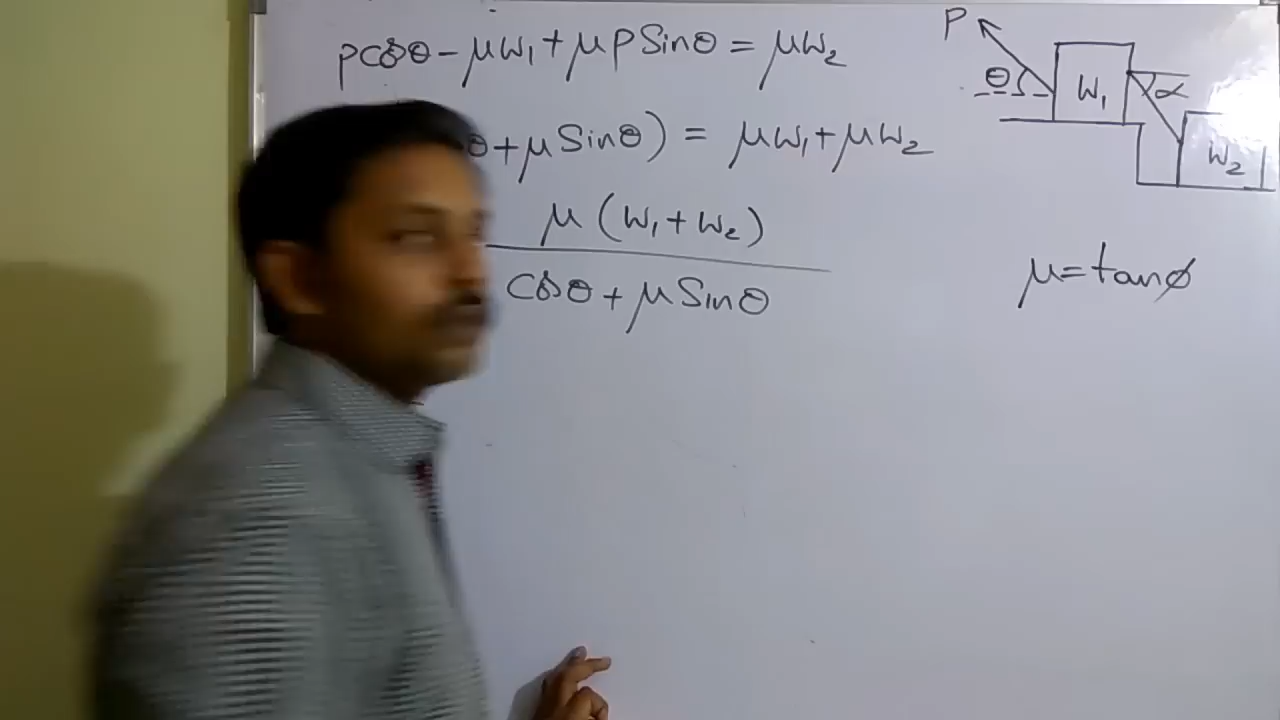 pcosθ - μw₁ + μpSinθ = μw₂
θ + μSinθ) = μw₁ + μw₂
μ(w₁ + w₂)
cosθ + μSinθ
P
θ
W₁
α
W₂
μ = tanφ